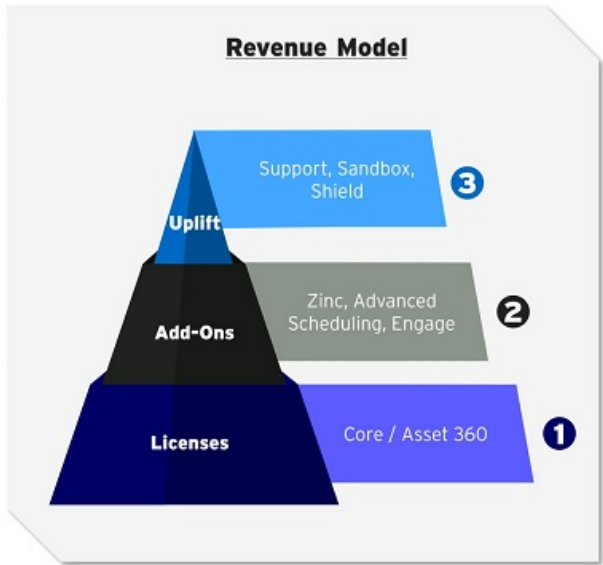 Revenue Model
Uplift
Support, Sandbox,
Shield
3
Add-Ons
Zinc, Advanced
Scheduling, Engage
2
Licenses
Core / Asset 360
1